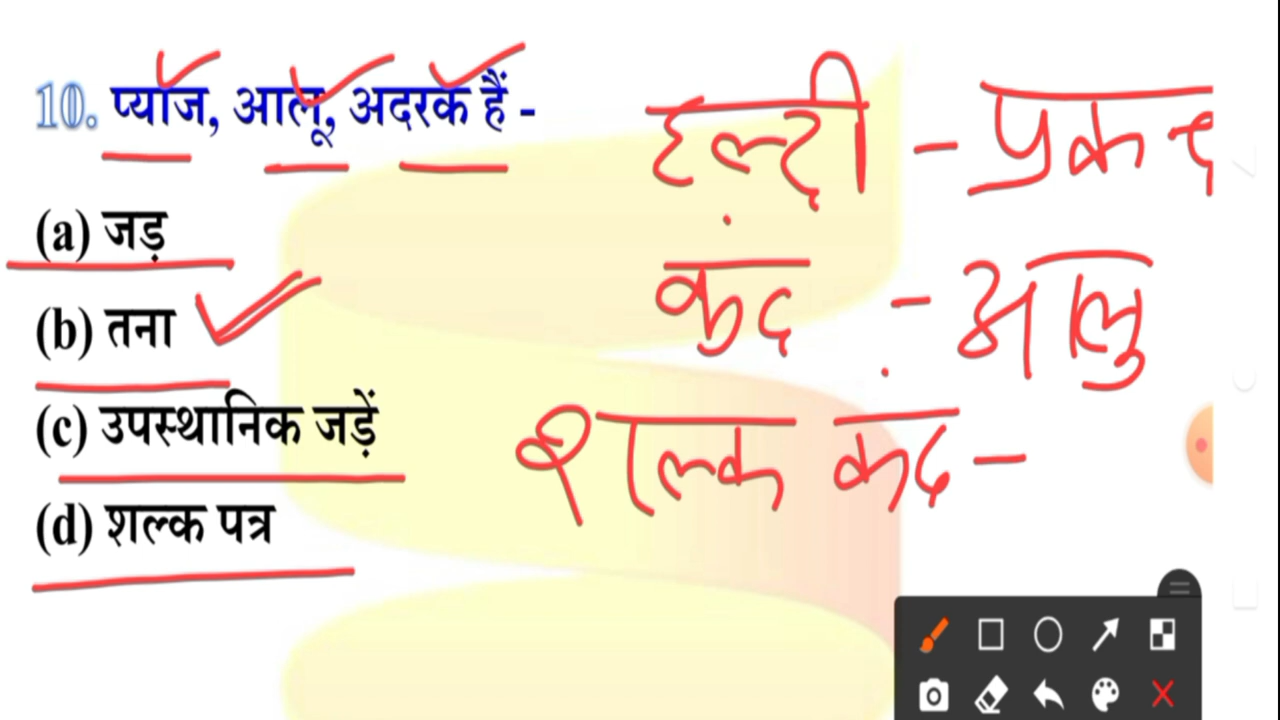 10. प्याज, आलू, अदरक हैं -
(a) जड़
(b) तना
(c) उपस्थानिक जड़ें
(d) शल्क पत्र
हल्दी - प्रकन्द
कंद - आलु
शल्क कंद -